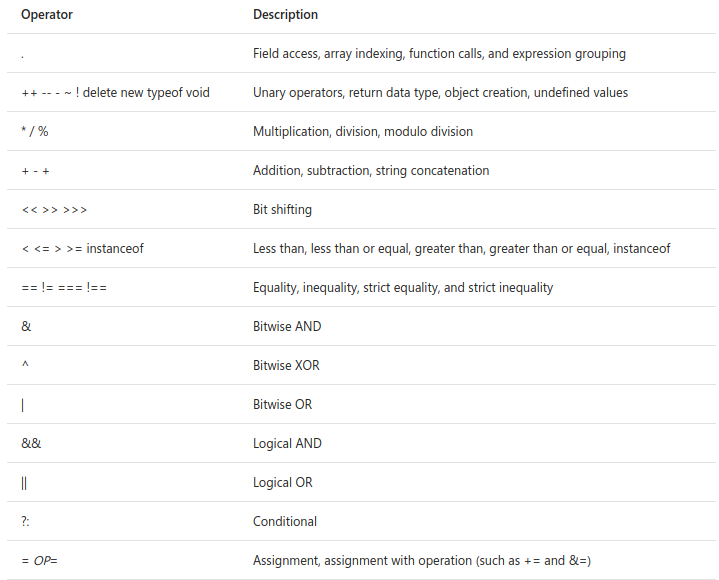 Operator Description
. Field access, array indexing, function calls, and expression grouping
++ -- - ~ ! delete new typeof void Unary operators, return data type, object creation, undefined values
* / % Multiplication, division, modulo division
+ - + Addition, subtraction, string concatenation
<< >> >>> Bit shifting
< <= > >= instanceof Less than, less than or equal, greater than, greater than or equal, instanceof
== != === !== Equality, inequality, strict equality, and strict inequality
& Bitwise AND
^ Bitwise XOR
| Bitwise OR
&& Logical AND
|| Logical OR
?: Conditional
= OP= Assignment, assignment with operation (such as += and &=)